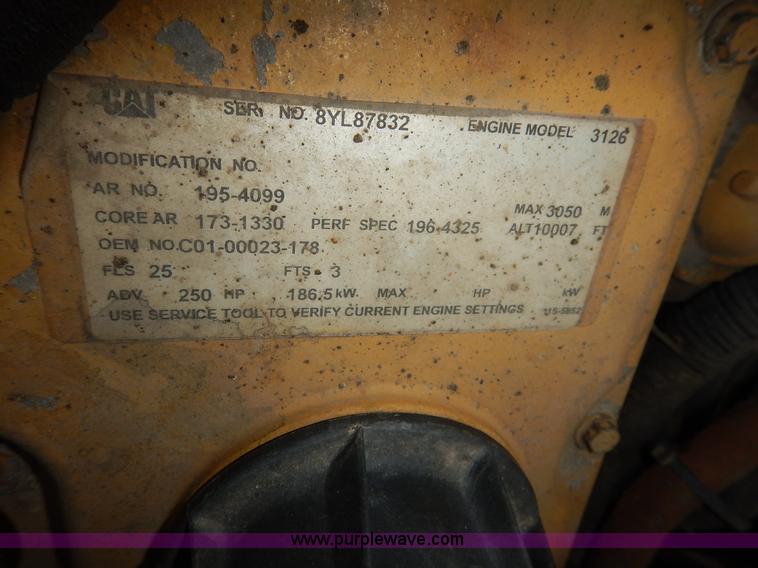 CAT SER. NO. 8YL87832 ENGINE MODEL 3126
MODIFICATION NO.
AR NO. 195-4099
CORE AR 173-1330 PERF SPEC 196-4325 MAX 3050 M
OEM NO. C01-00023-178 ALT 10007 FT
FLS 25 FTS - 3
ADV 250 HP 186.5 kW MAX HP kW
USE SERVICE TOOL TO VERIFY CURRENT ENGINE SETTINGS
www.purplewave.com